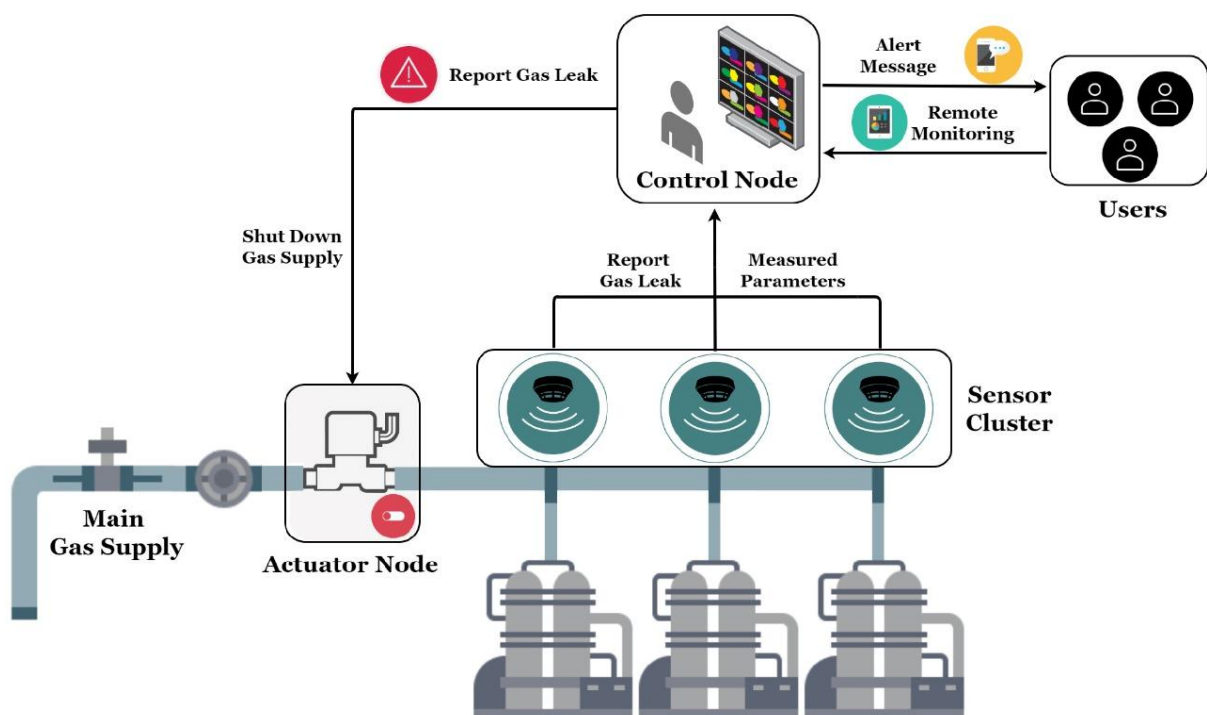 Report Gas Leak
Alert
Message
Remote
Monitoring
Control Node
Users
Shut Down
Gas Supply
Report
Gas Leak
Measured
Parameters
Sensor
Cluster
Main
Gas Supply
Actuator Node